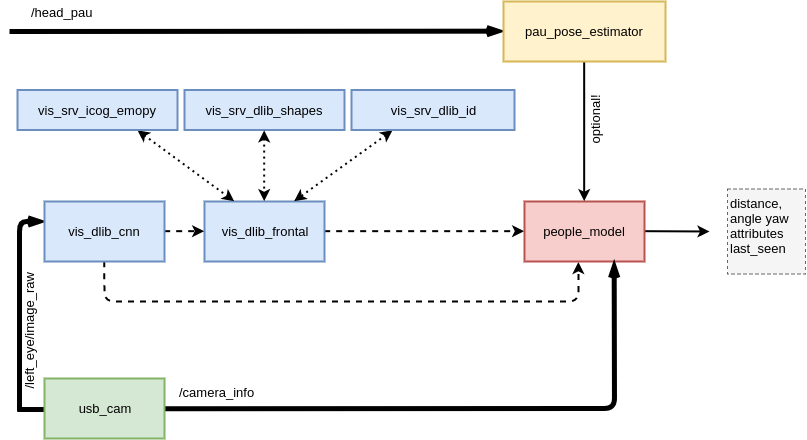 /head_pau
pau_pose_estimator
optional!
vis_srv_icog_emopy
vis_srv_dlib_shapes
vis_srv_dlib_id
vis_dlib_cnn
vis_dlib_frontal
people_model
distance,
angle yaw
attributes
last_seen
/left_eye/image_raw
usb_cam
/camera_info